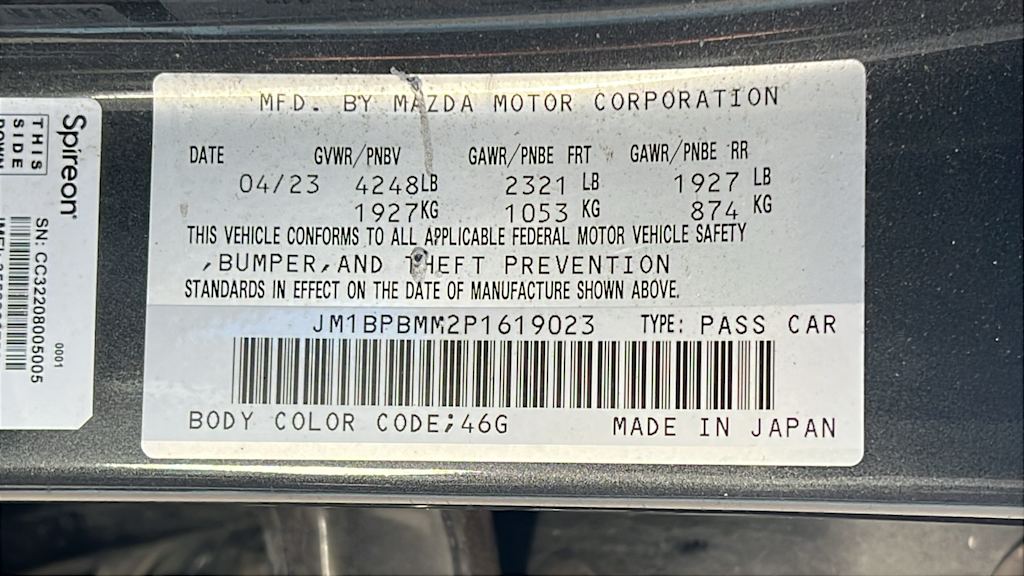 MFD. BY MAZDA MOTOR CORPORATION
DATE GVWR/PNBV GAWR/PNBE FRT GAWR/PNBE RR
04/23 4248LB 2321 LB 1927 LB
1927KG 1053 KG 874 KG
THIS VEHICLE CONFORMS TO ALL APPLICABLE FEDERAL MOTOR VEHICLE SAFETY
,BUMPER,AND THEFT PREVENTION
STANDARDS IN EFFECT ON THE DATE OF MANUFACTURE SHOWN ABOVE.
JM1BPBMM2P1619023 TYPE: PASS CAR
BODY COLOR CODE;46G MADE IN JAPAN
Spireon
THIS
SIDE
DOWN
0001
SN: CC32208005005